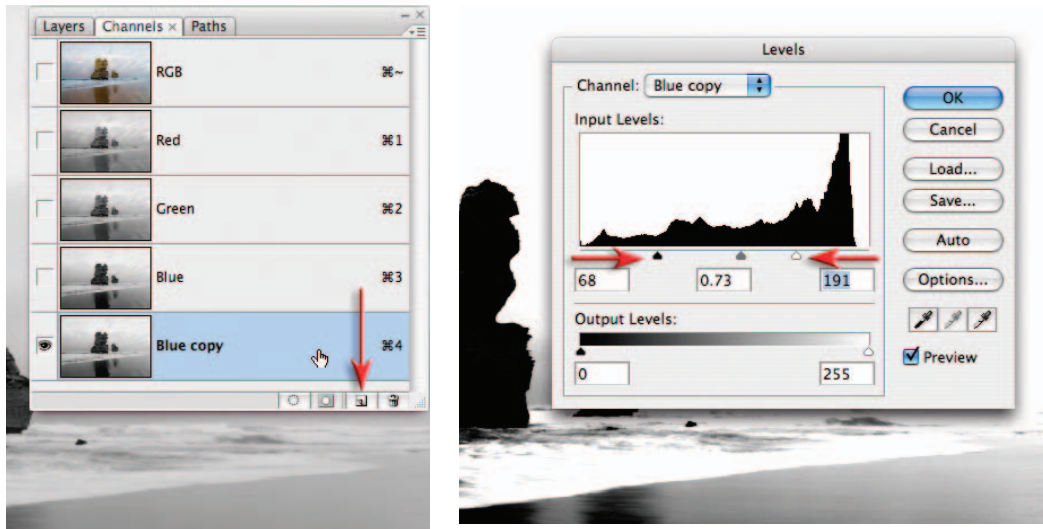 Layers Channels × Paths
RGB ⌘~
Red ⌘1
Green ⌘2
Blue ⌘3
Blue copy ⌘4
Levels
Channel: Blue copy
Input Levels:
68 0.73 191
Output Levels:
0 255
OK
Cancel
Load...
Save...
Auto
Options...
Preview